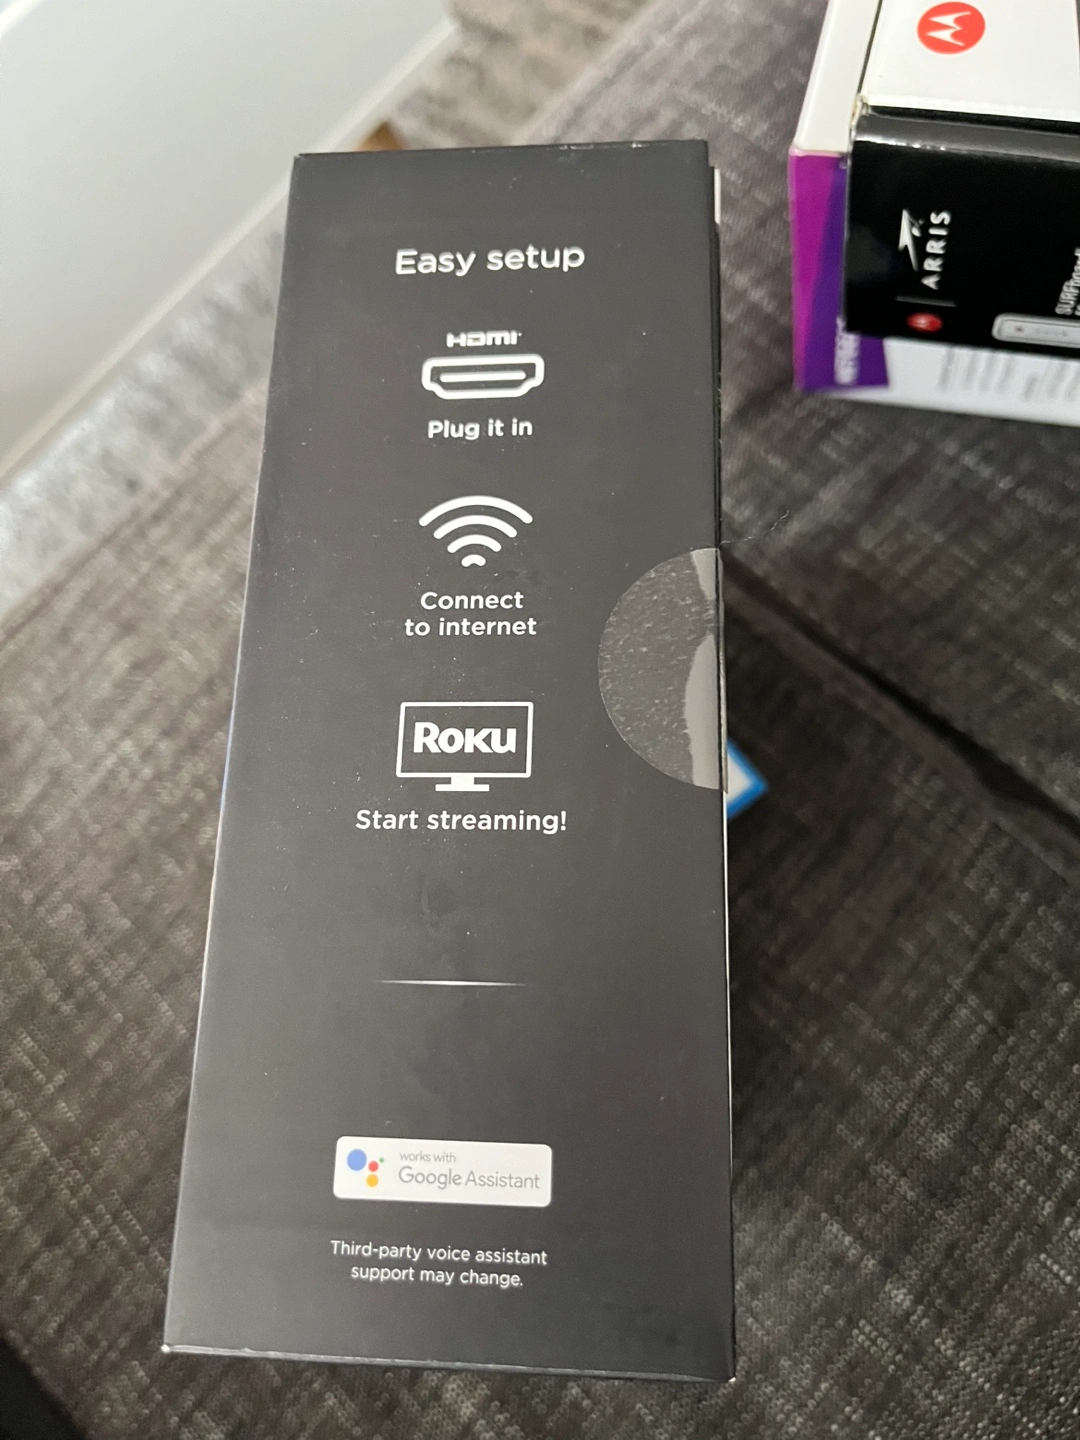 Easy setup
HDMI
Plug it in
Connect
to internet
Roku
Start streaming!
works with
Google Assistant
Third-party voice assistant
support may change.
ARRIS